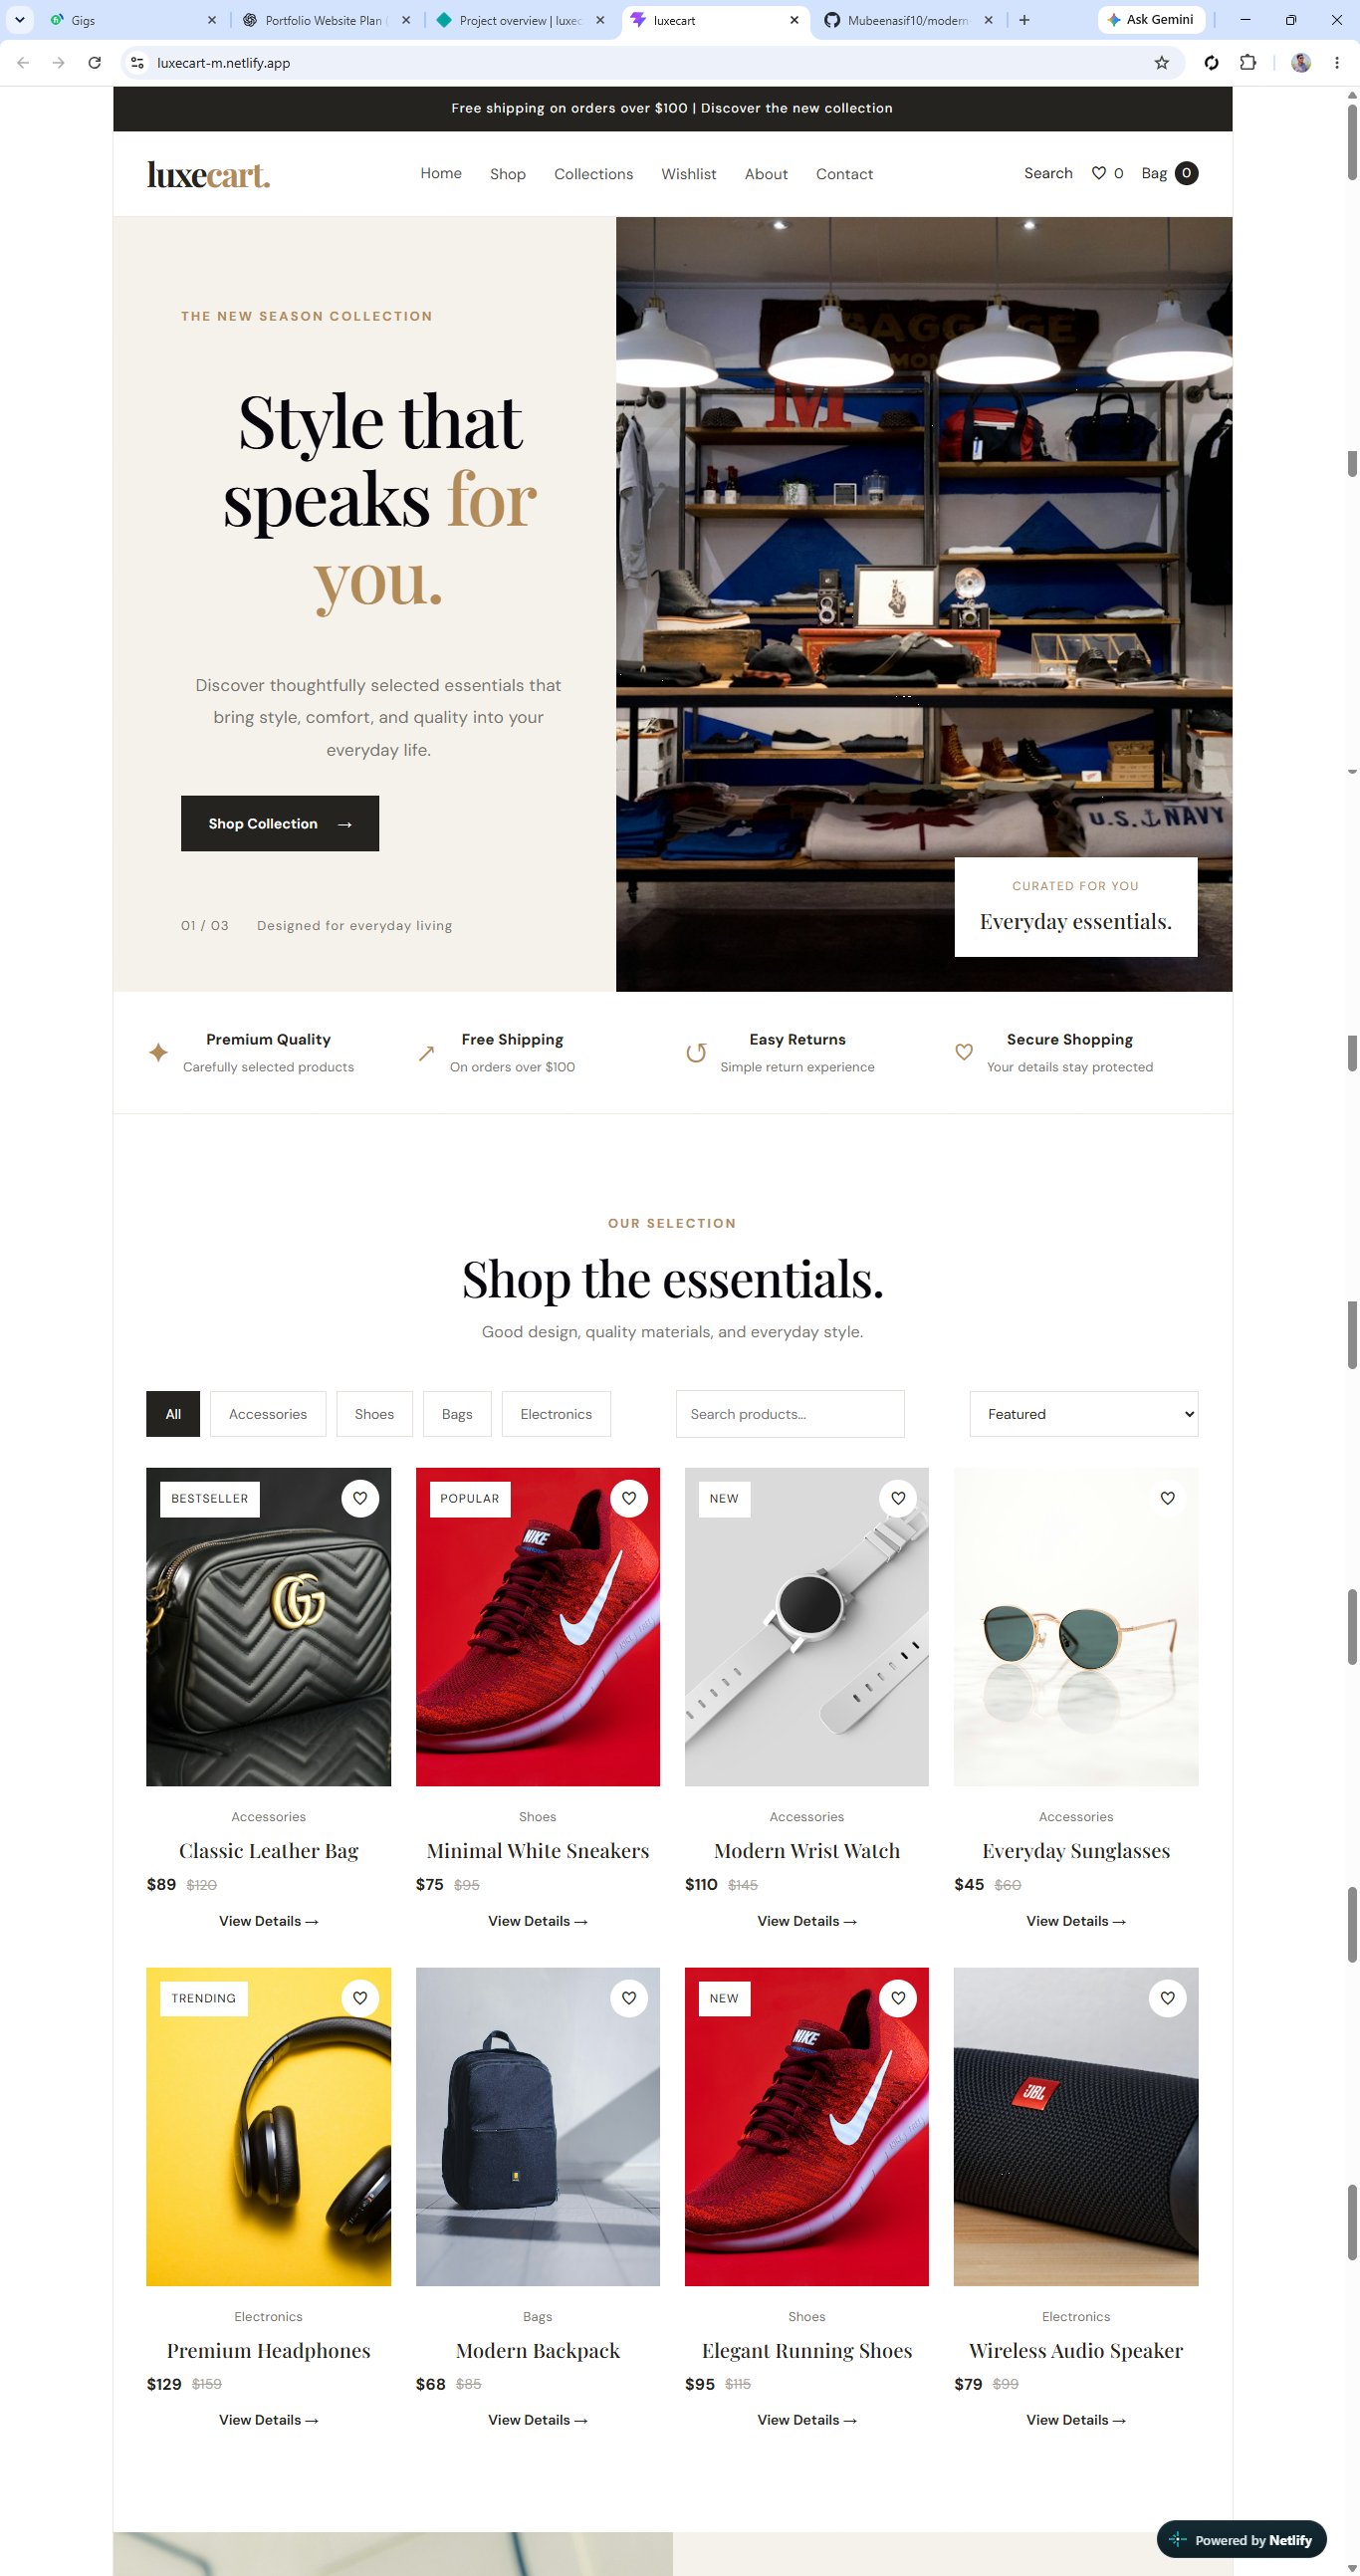 Gigs
Portfolio Website Plan
Project overview | luxec
luxecart
Mubeenasif10/modern-
Ask Gemini
luxecart-m.netlify.app
Free shipping on orders over $100 | Discover the new collection
luxecart.
Home
Shop
Collections
Wishlist
About
Contact
Search
0
Bag 0
THE NEW SEASON COLLECTION
Style that
speaks for
you.
Discover thoughtfully selected essentials that
bring style, comfort, and quality into your
everyday life.
Shop Collection →
01 / 03 Designed for everyday living
M
U.S. NAVY
CURATED FOR YOU
Everyday essentials.
Premium Quality
Carefully selected products
Free Shipping
On orders over $100
Easy Returns
Simple return experience
Secure Shopping
Your details stay protected
OUR SELECTION
Shop the essentials.
Good design, quality materials, and everyday style.
All
Accessories
Shoes
Bags
Electronics
Search products...
Featured
BESTSELLER
Accessories
Classic Leather Bag
$89 $120
View Details →
POPULAR
NIKE
Shoes
Minimal White Sneakers
$75 $95
View Details →
NEW
Accessories
Modern Wrist Watch
$110 $145
View Details →
Accessories
Everyday Sunglasses
$45 $60
View Details →
TRENDING
Electronics
Premium Headphones
$129 $159
View Details →
Bags
Modern Backpack
$68 $85
View Details →
NEW
NIKE
Shoes
Elegant Running Shoes
$95 $115
View Details →
JBL
Electronics
Wireless Audio Speaker
$79 $99
View Details →
Powered by Netlify